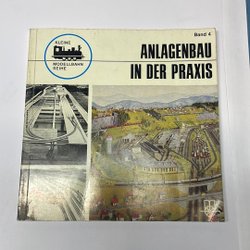 KLEINE
MODELLBAHN
REIHE
Band 4
ANLAGENBAU
IN DER PRAXIS